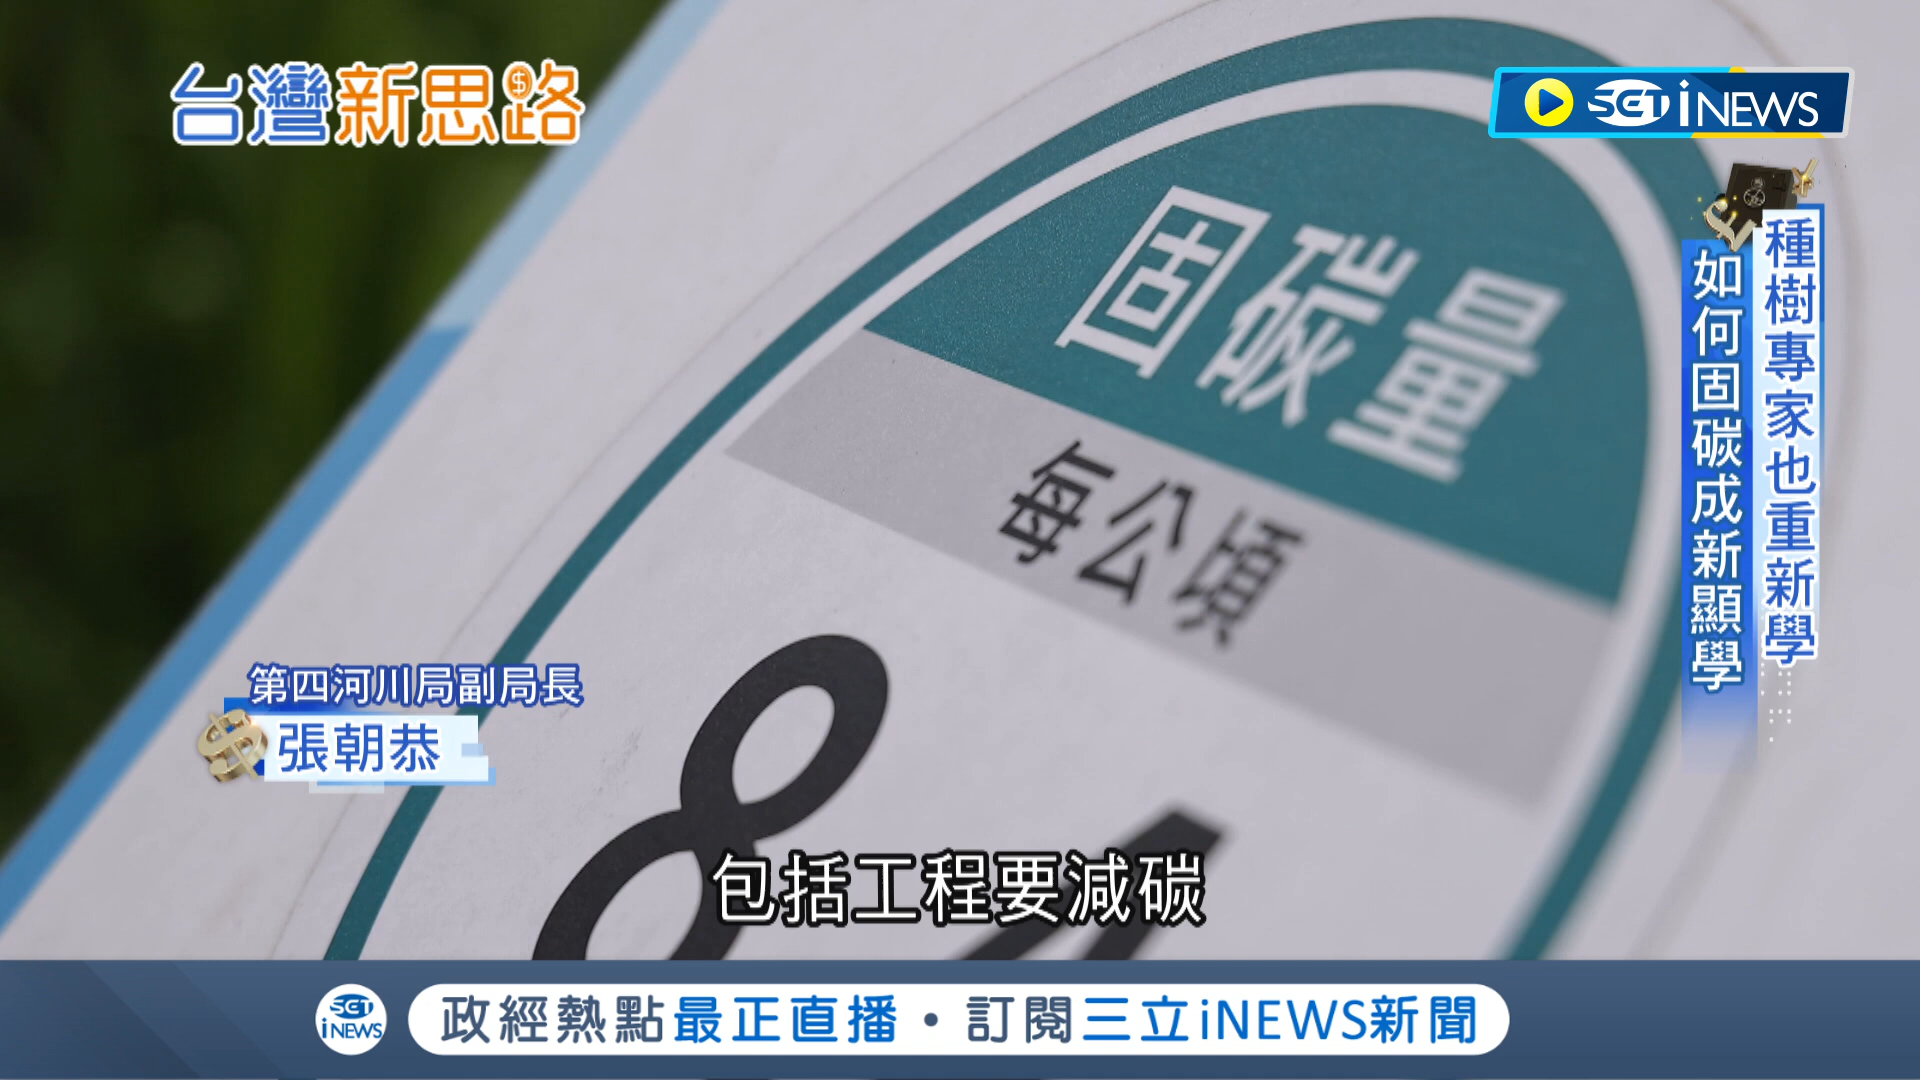 台灣新思路
SET iNEWS
種樹專家也重新學
如何固碳成新顯學
固碳量
每公頃
8
第四河川局副局長
張朝恭
包括工程要減碳
SET iNEWS
政經熱點最正直播・訂閱三立iNEWS新聞